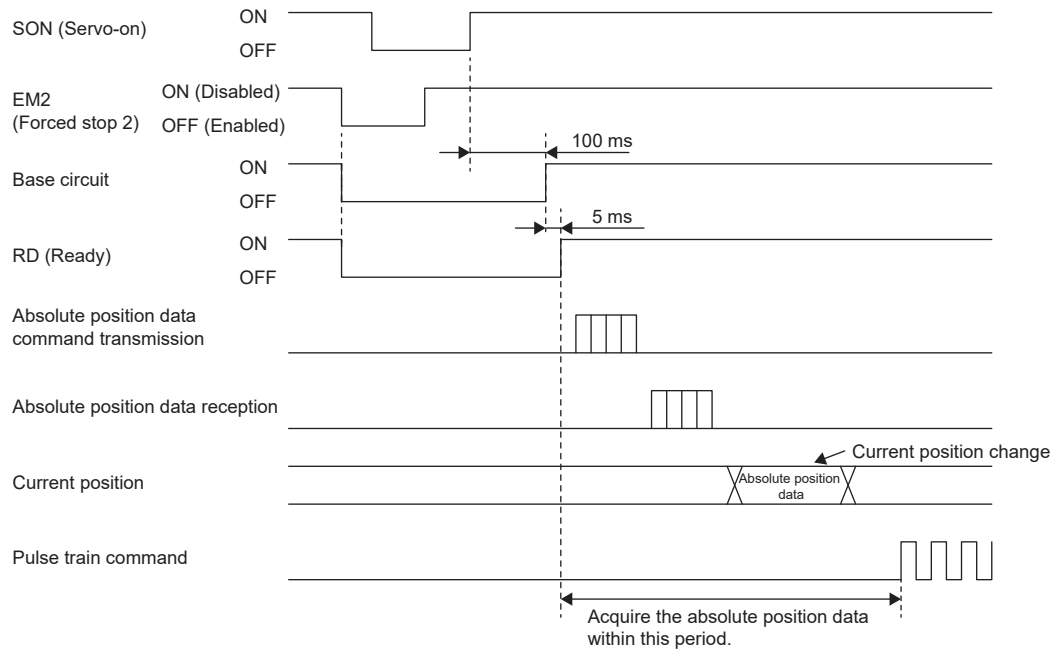 SON (Servo-on)
ON
OFF
EM2
(Forced stop 2)
ON (Disabled)
OFF (Enabled)
100 ms
Base circuit
ON
OFF
5 ms
RD (Ready)
ON
OFF
Absolute position data
command transmission
Absolute position data reception
Current position change
Current position
Absolute position
data
Pulse train command
Acquire the absolute position data
within this period.